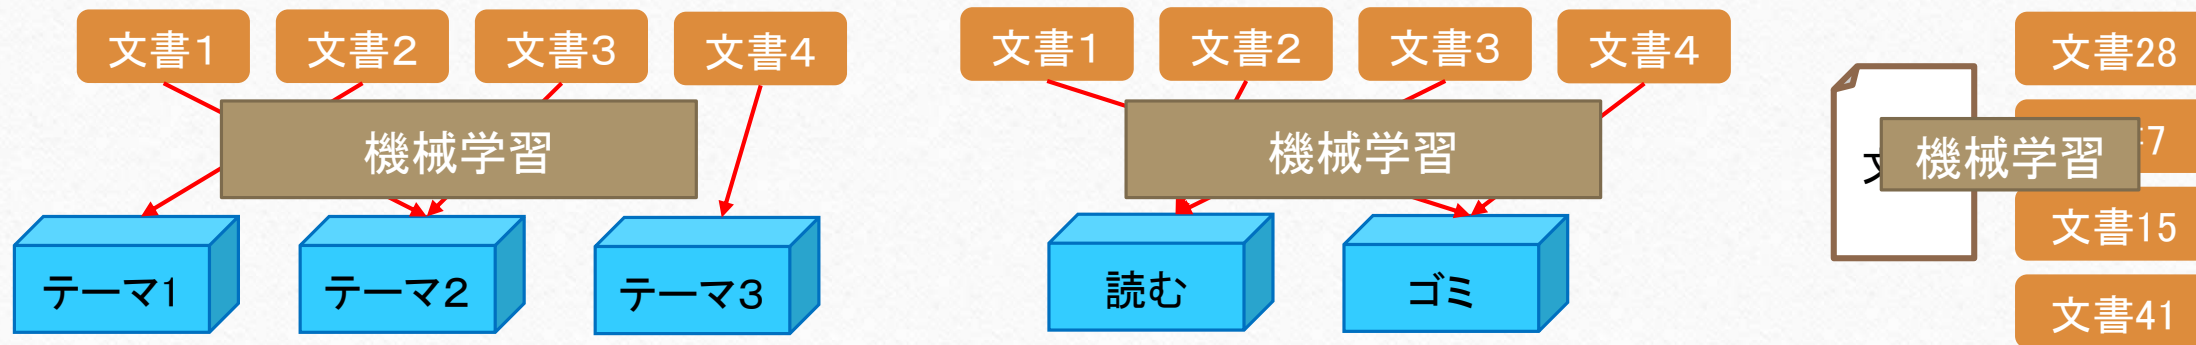 文書1
文書2
文書3
文書4
機械学習
テーマ1
テーマ2
テーマ3
文書1
文書2
文書3
文書4
機械学習
読む
ゴミ
文書28
7
機械学習
文書15
文書41